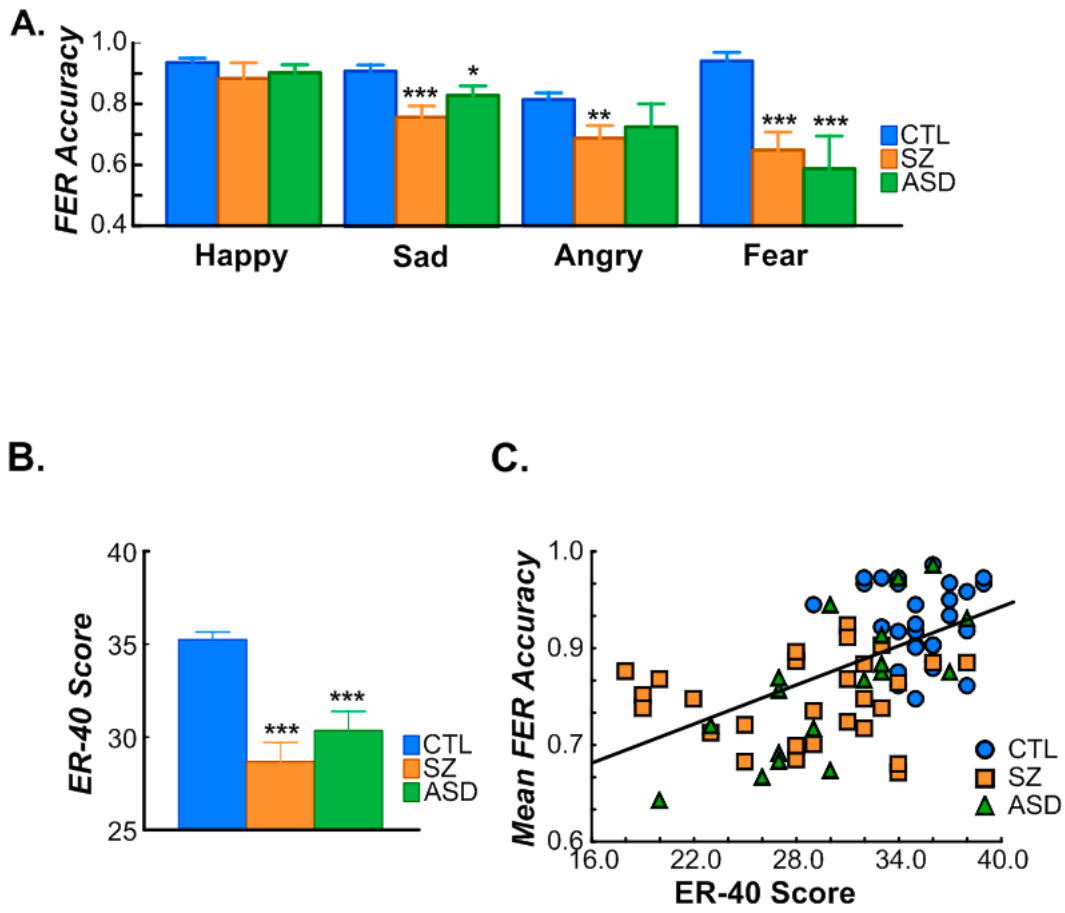 A.
FER Accuracy
1.0
0.8
0.6
0.4
***
*
**
***
***
CTL
SZ
ASD
Happy Sad Angry Fear
B.
ER-40 Score
40
35
30
25
***
***
CTL
SZ
ASD
C.
Mean FER Accuracy
1.0
0.9
0.7
0.6
CTL
SZ
ASD
16.0 22.0 28.0 34.0 40.0
ER-40 Score